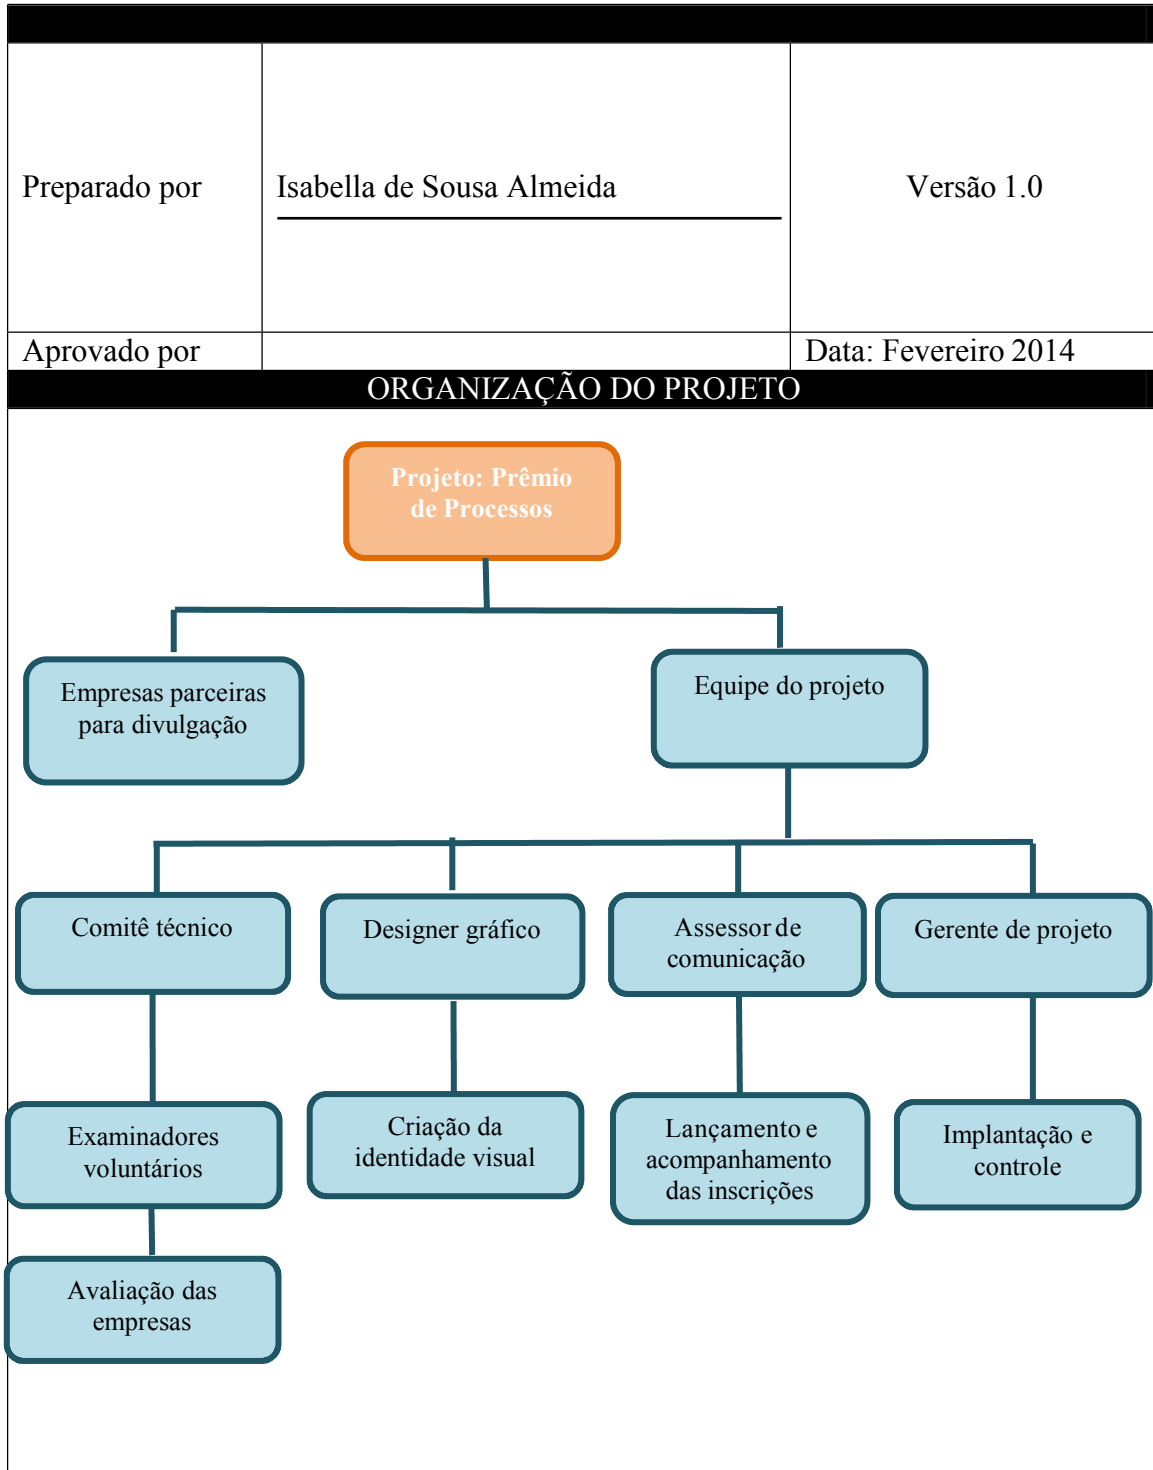 Preparado por
Isabella de Sousa Almeida
Versão 1.0
Aprovado por
Data: Fevereiro 2014
ORGANIZAÇÃO DO PROJETO
Projeto: Prêmio
de Processos
Empresas parceiras
para divulgação
Equipe do projeto
Comitê técnico
Designer gráfico
Assessor de
comunicação
Gerente de projeto
Examinadores
voluntários
Criação da
identidade visual
Lançamento e
acompanhamento
das inscrições
Implantação e
controle
Avaliação das
empresas